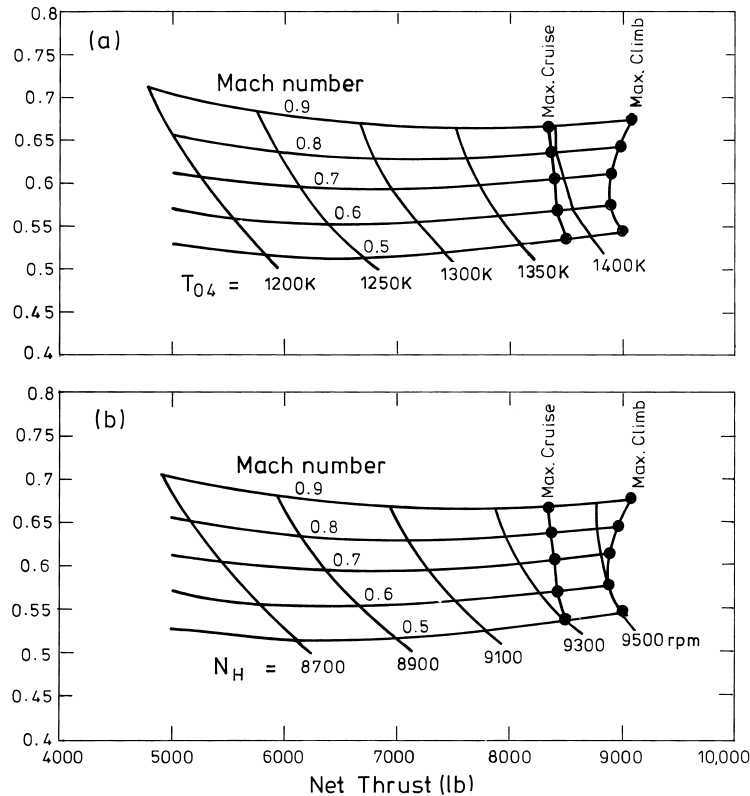 0.8
(a)
Max. Cruise
Max. Climb
0.75
Mach number
0.7
0.9
0.65
0.8
0.6
0.7
0.55
0.6
0.5
0.5
T04 = 1200K 1250K 1300K 1350K 1400K
0.45
0.4
0.8
(b)
Max. Cruise
Max. Climb
0.75
Mach number
0.7
0.9
0.65
0.8
0.6
0.7
0.55
0.6
0.5
0.5
NH = 8700 8900 9100 9300 9500 rpm
0.45
0.4
4000 5000 6000 7000 8000 9000 10,000
Net Thrust (lb)